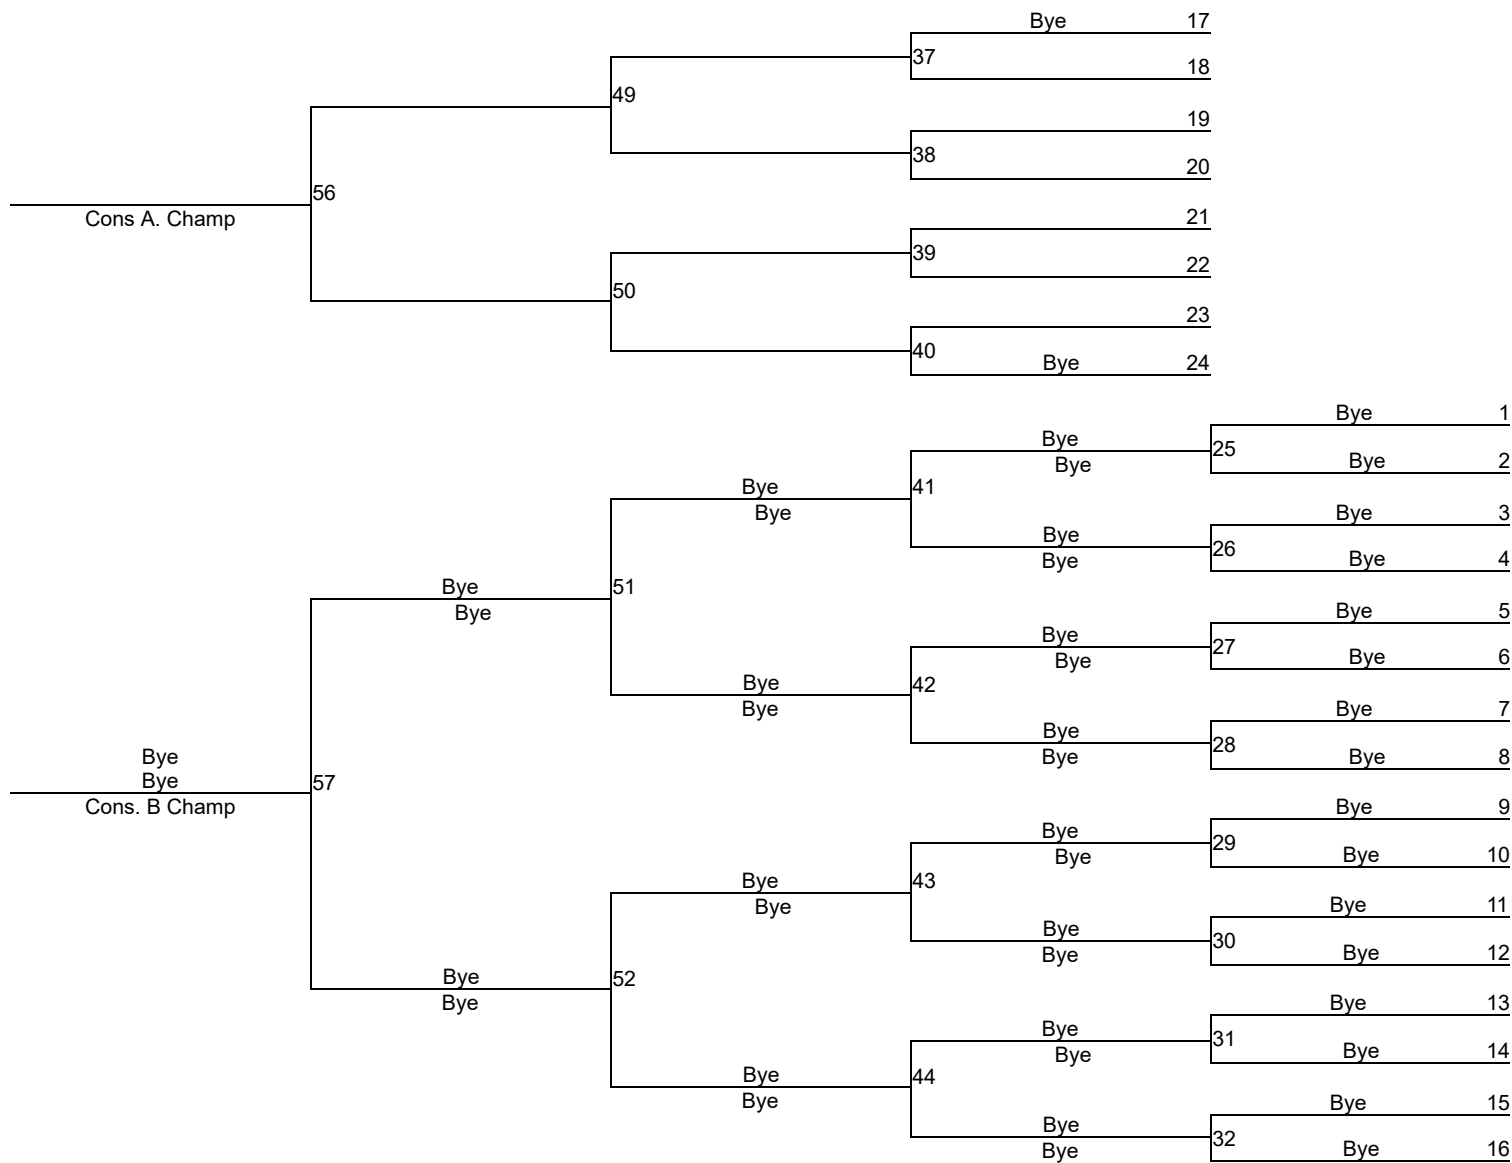 Bye 17
37
18
49
19
38
20
56
Cons A. Champ
21
39
22
50
23
40
Bye 24
Bye 1
Bye
25
Bye
Bye 2
Bye
41
Bye
Bye 3
Bye
26
Bye
Bye 4
Bye
51
Bye
Bye 5
Bye
27
Bye
Bye 6
Bye
42
Bye
Bye 7
Bye
28
Bye
Bye 8
Bye
Bye
57
Cons. B Champ
Bye 9
Bye
29
Bye
Bye 10
Bye
43
Bye
Bye 11
Bye
30
Bye
Bye 12
Bye
52
Bye
Bye 13
Bye
31
Bye
Bye 14
Bye
44
Bye
Bye 15
Bye
32
Bye
Bye 16